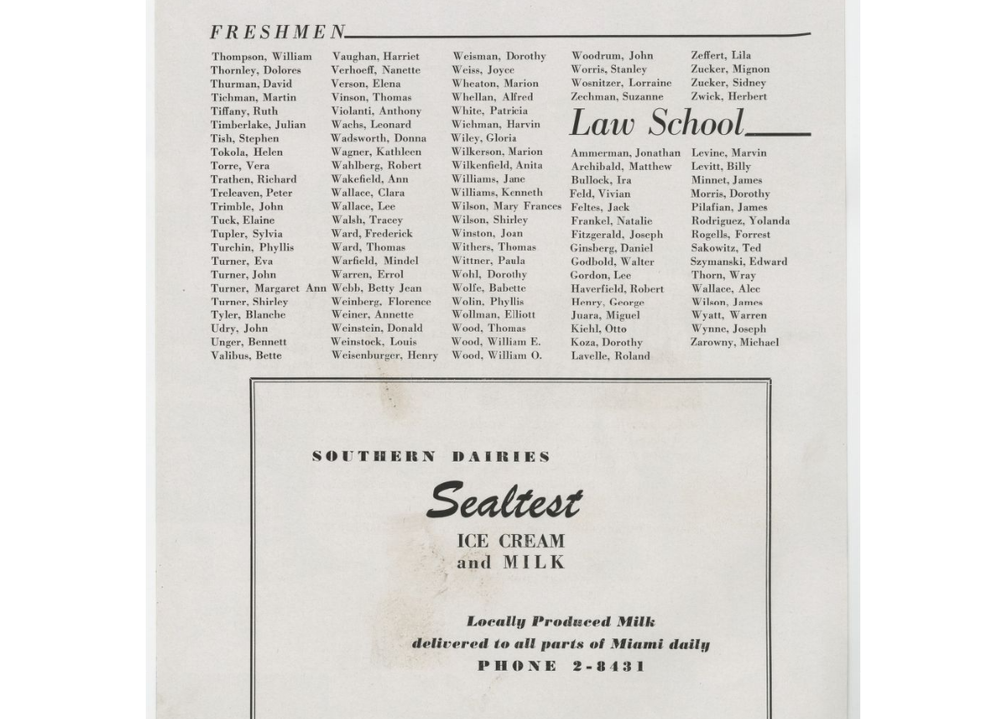 FRESHMEN
Thompson, William
Thornley, Dolores
Thurman, David
Tichman, Martin
Tiffany, Ruth
Timberlake, Julian
Tish, Stephen
Tokola, Helen
Torre, Vera
Trathen, Richard
Treleaven, Peter
Trimble, John
Tuck, Elaine
Tupler, Sylvia
Turchin, Phyllis
Turner, Eva
Turner, John
Turner, Margaret Ann
Turner, Shirley
Tyler, Blanche
Udry, John
Unger, Bennett
Valibus, Bette
Vaughan, Harriet
Verhoeff, Nanette
Verson, Elena
Vinson, Thomas
Violanti, Anthony
Wachs, Leonard
Wadsworth, Donna
Wagner, Kathleen
Wahlberg, Robert
Wakefield, Ann
Wallace, Clara
Wallace, Lee
Walsh, Tracey
Ward, Frederick
Ward, Thomas
Warfield, Mindel
Warren, Errol
Webb, Betty Jean
Weinberg, Florence
Weiner, Annette
Weinstein, Donald
Weinstock, Louis
Weisenburger, Henry
Weisman, Dorothy
Weiss, Joyce
Wheaton, Marion
Whellan, Alfred
White, Patricia
Wichman, Harvin
Wiley, Gloria
Wilkerson, Marion
Wilkenfield, Anita
Williams, Jane
Williams, Kenneth
Wilson, Mary Frances
Wilson, Shirley
Winston, Joan
Withers, Thomas
Wittner, Paula
Wohl, Dorothy
Wolfe, Babette
Wolin, Phyllis
Wollman, Elliott
Wood, Thomas
Wood, William E.
Wood, William O.
Woodrum, John
Worris, Stanley
Wosnitzer, Lorraine
Zechman, Suzanne
Zeffert, Lila
Zucker, Mignon
Zucker, Sidney
Zwick, Herbert
Law School
Ammerman, Jonathan
Archibald, Matthew
Bullock, Ira
Feld, Vivian
Feltes, Jack
Frankel, Natalie
Fitzgerald, Joseph
Ginsberg, Daniel
Godbold, Walter
Gordon, Lee
Haverfield, Robert
Henry, George
Juara, Miguel
Kiehl, Otto
Koza, Dorothy
Lavelle, Roland
Levine, Marvin
Levitt, Billy
Minnet, James
Morris, Dorothy
Pilafian, James
Rodriguez, Yolanda
Rogells, Forrest
Sakowitz, Ted
Szymanski, Edward
Thorn, Wray
Wallace, Alec
Wilson, James
Wyatt, Warren
Wynne, Joseph
Zarowny, Michael
SOUTHERN DAIRIES
Sealtest
ICE CREAM
and MILK
Locally Produced Milk
delivered to all parts of Miami daily
PHONE 2-8431